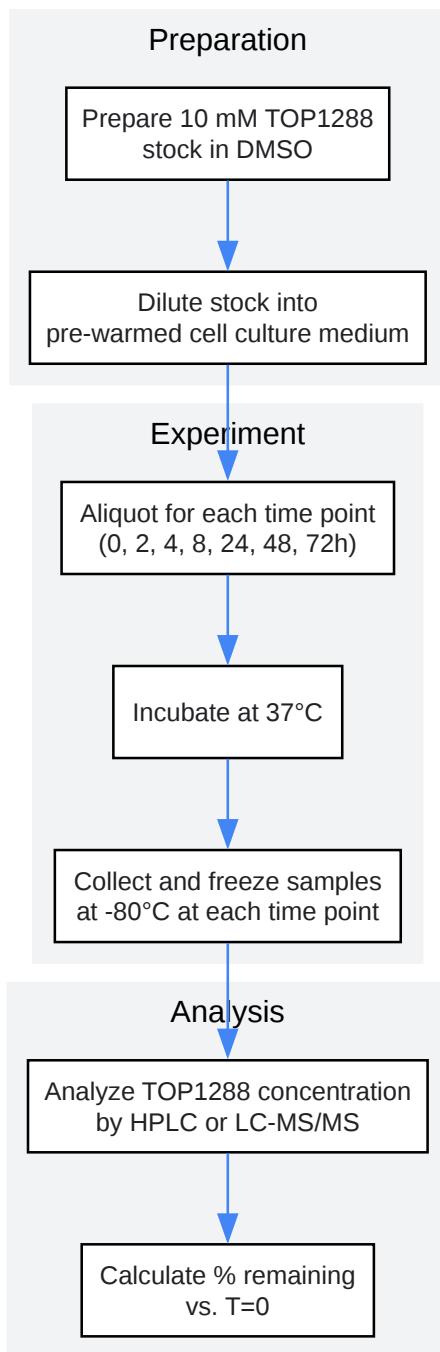 Preparation
Prepare 10 mM TOP1288
stock in DMSO
Dilute stock into
pre-warmed cell culture medium
Experiment
Aliquot for each time point
(0, 2, 4, 8, 24, 48, 72h)
Incubate at 37°C
Collect and freeze samples
at -80°C at each time point
Analysis
Analyze TOP1288 concentration
by HPLC or LC-MS/MS
Calculate % remaining
vs. T=0